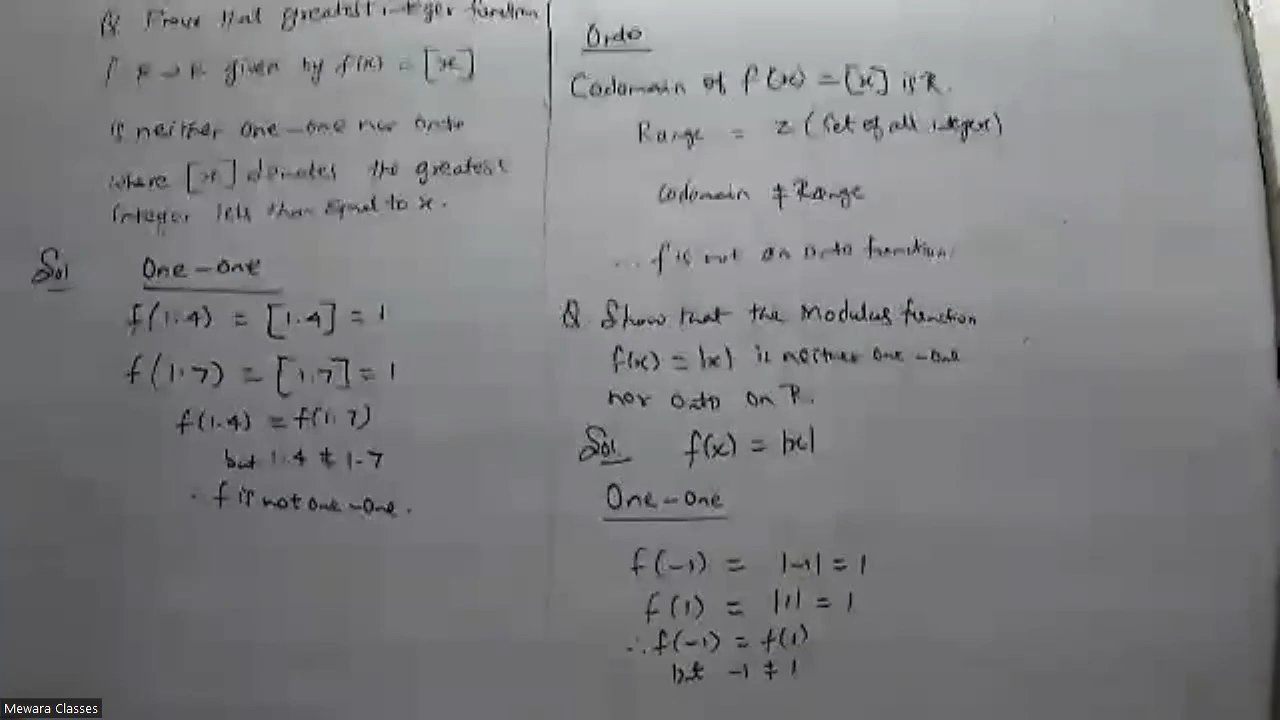 Q. Prove that greatest integer function
f R → R given by f(x) = [x]
is neither one-one nor onto
where [x] denotes the greatest
integer less than equal to x.
Sol
One-one
f(1.4) = [1.4] = 1
f(1.7) = [1.7] = 1
f(1.4) = f(1.7)
but 1.4 ≠ 1.7
∴ f is not one-one.
Onto
Codomain of f(x) = [x] is R.
Range = Z (set of all integers)
Codomain ≠ Range
∴ f is not an onto function.
Q. Show that the Modulus function
f(x) = |x| is neither one-one
nor onto on R.
Sol. f(x) = |x|
One-one
f(-1) = |-1| = 1
f(1) = |1| = 1
∴ f(-1) = f(1)
but -1 ≠ 1
Mewara Classes